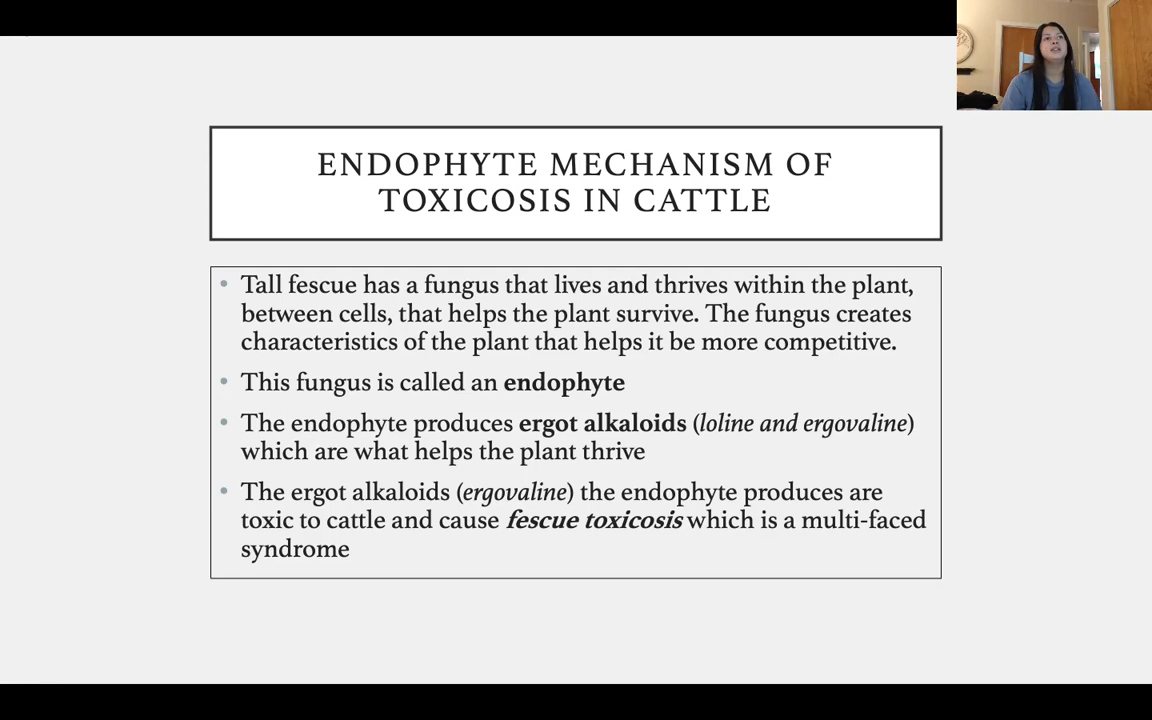 ENDOPHYTE MECHANISM OF
TOXICOSIS IN CATTLE
• Tall fescue has a fungus that lives and thrives within the plant,
between cells, that helps the plant survive. The fungus creates
characteristics of the plant that helps it be more competitive.
• This fungus is called an endophyte
• The endophyte produces ergot alkaloids (loline and ergovaline)
which are what helps the plant thrive
• The ergot alkaloids (ergovaline) the endophyte produces are
toxic to cattle and cause fescue toxicosis which is a multi-faced
syndrome